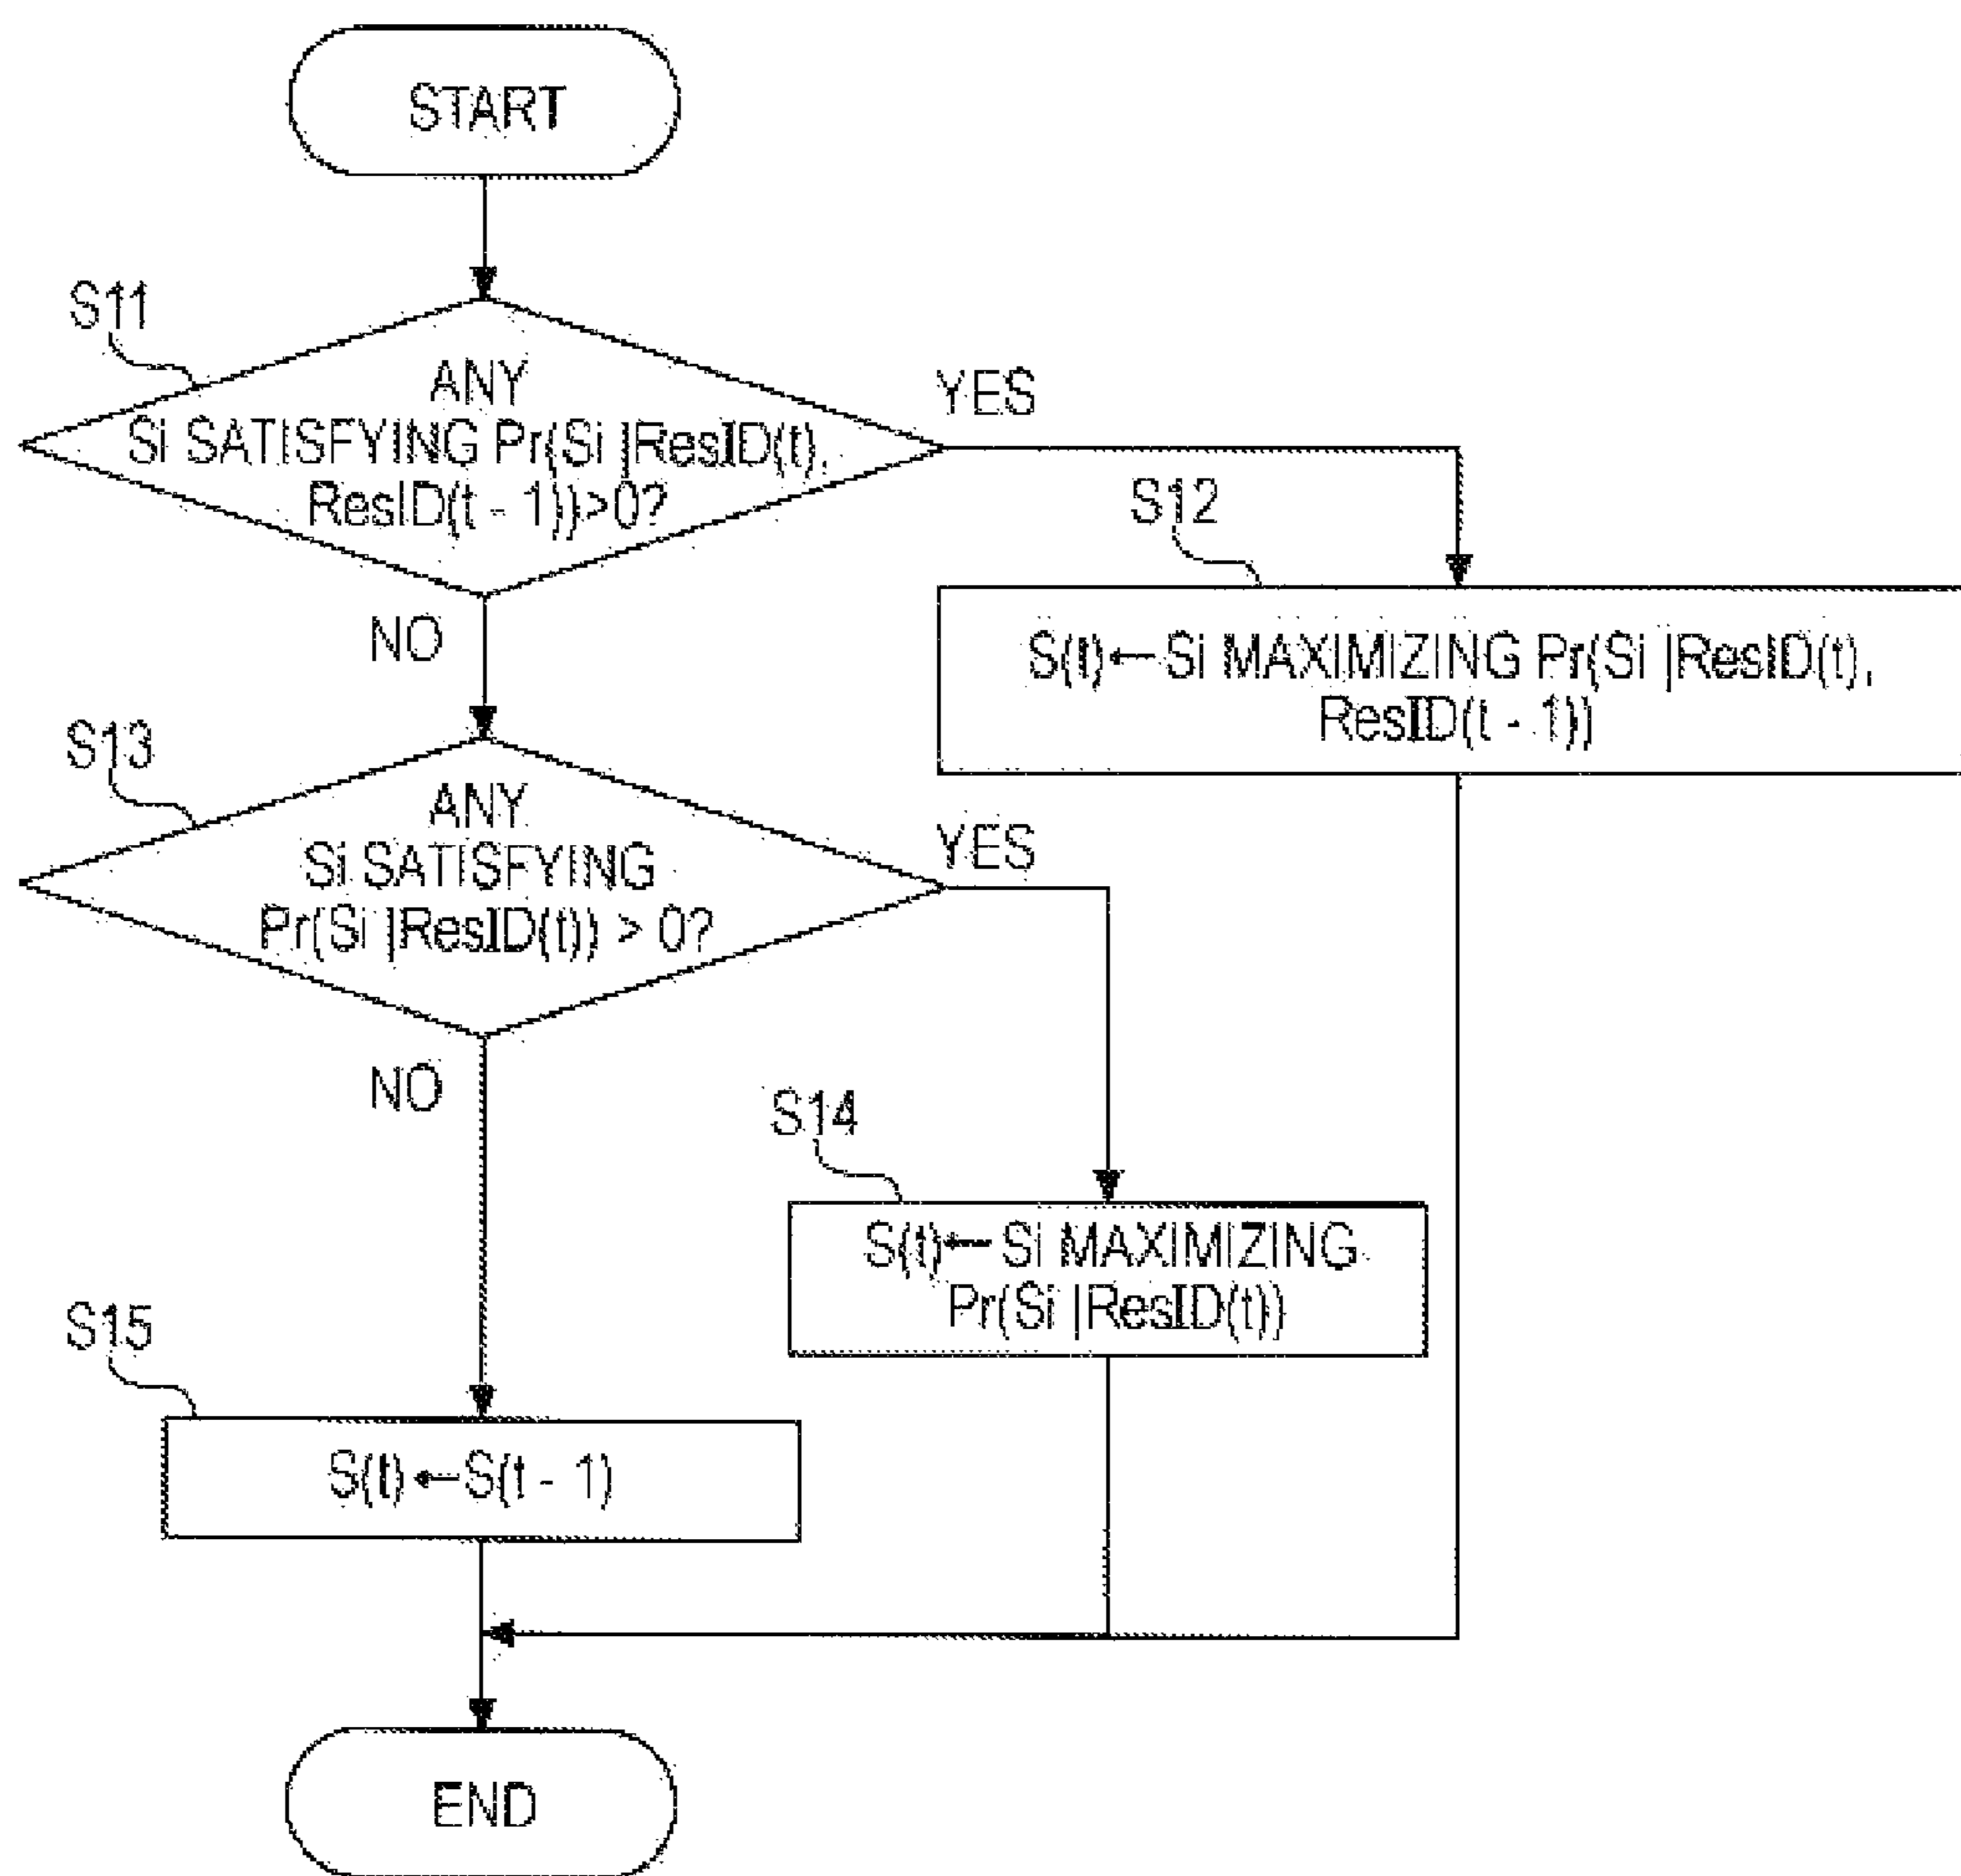 START
S11
ANY
Si SATISFYING Pr(Si |ResID(t),
ResID(t - 1))>0?
YES
NO
S12
S(t)←Si MAXIMIZING Pr(Si |ResID(t),
ResID(t - 1))
S13
ANY
Si SATISFYING
Pr(Si |ResID(t)) > 0?
YES
NO
S14
S(t)←Si MAXIMIZING
Pr(Si |ResID(t))
S15
S(t)←S(t - 1)
END